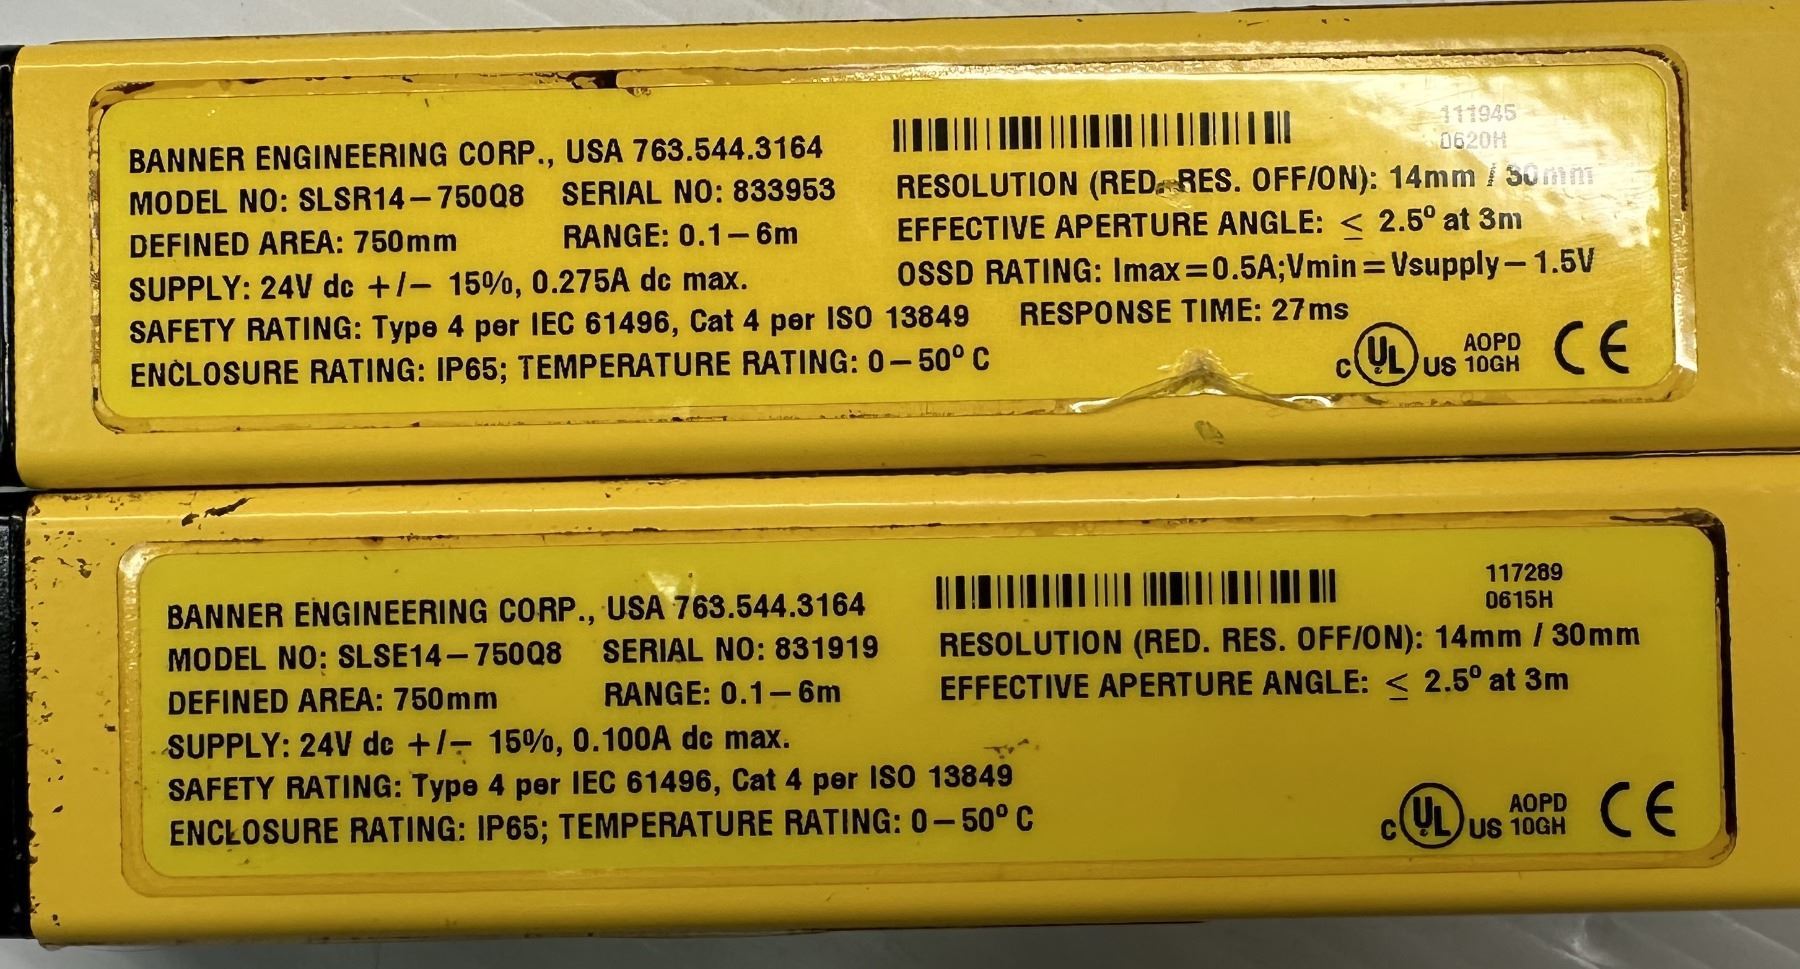 BANNER ENGINEERING CORP., USA 763.544.3164
MODEL NO: SLSR14-750Q8 SERIAL NO: 833953
DEFINED AREA: 750mm RANGE: 0.1-6m
SUPPLY: 24V dc +/- 15%, 0.275A dc max.
SAFETY RATING: Type 4 per IEC 61496, Cat 4 per ISO 13849 RESPONSE TIME: 27ms
ENCLOSURE RATING: IP65; TEMPERATURE RATING: 0-50º C
111945
0620H
RESOLUTION (RED. RES. OFF/ON): 14mm / 30mm
EFFECTIVE APERTURE ANGLE: ≤ 2.5º at 3m
OSSD RATING: Imax=0.5A;Vmin=Vsupply-1.5V
C UL US AOPD 10GH CE
BANNER ENGINEERING CORP., USA 763.544.3164
MODEL NO: SLSE14-750Q8 SERIAL NO: 831919
DEFINED AREA: 750mm RANGE: 0.1-6m
SUPPLY: 24V dc +/- 15%, 0.100A dc max.
SAFETY RATING: Type 4 per IEC 61496, Cat 4 per ISO 13849
ENCLOSURE RATING: IP65; TEMPERATURE RATING: 0-50º C
117289
0615H
RESOLUTION (RED. RES. OFF/ON): 14mm / 30mm
EFFECTIVE APERTURE ANGLE: ≤ 2.5º at 3m
C UL US AOPD 10GH CE